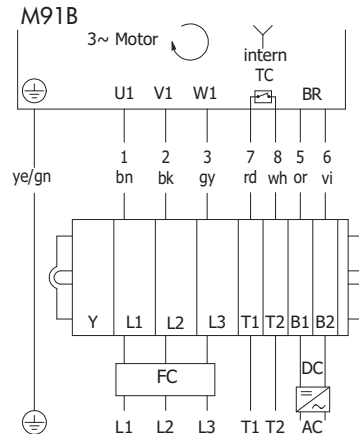 M91B
3~ Motor
intern
TC
U1 V1 W1 BR
1 2 3 7 8 5 6
ye/gn bn bk gy rd wh or vi
Y L1 L2 L3 T1 T2 B1 B2
FC DC
= ~
L1 L2 L3 T1 T2 AC